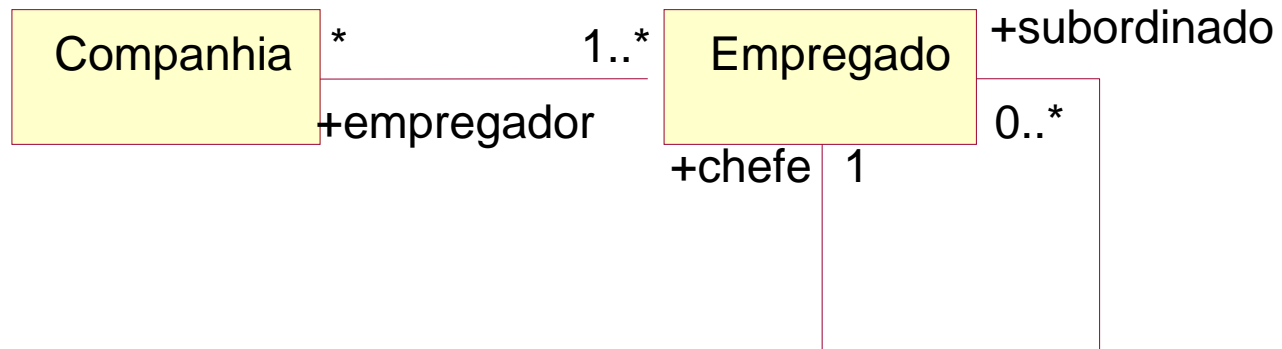 Companhia
*
1..*
Empregado
+subordinado
+empregador
0..*
+chefe
1